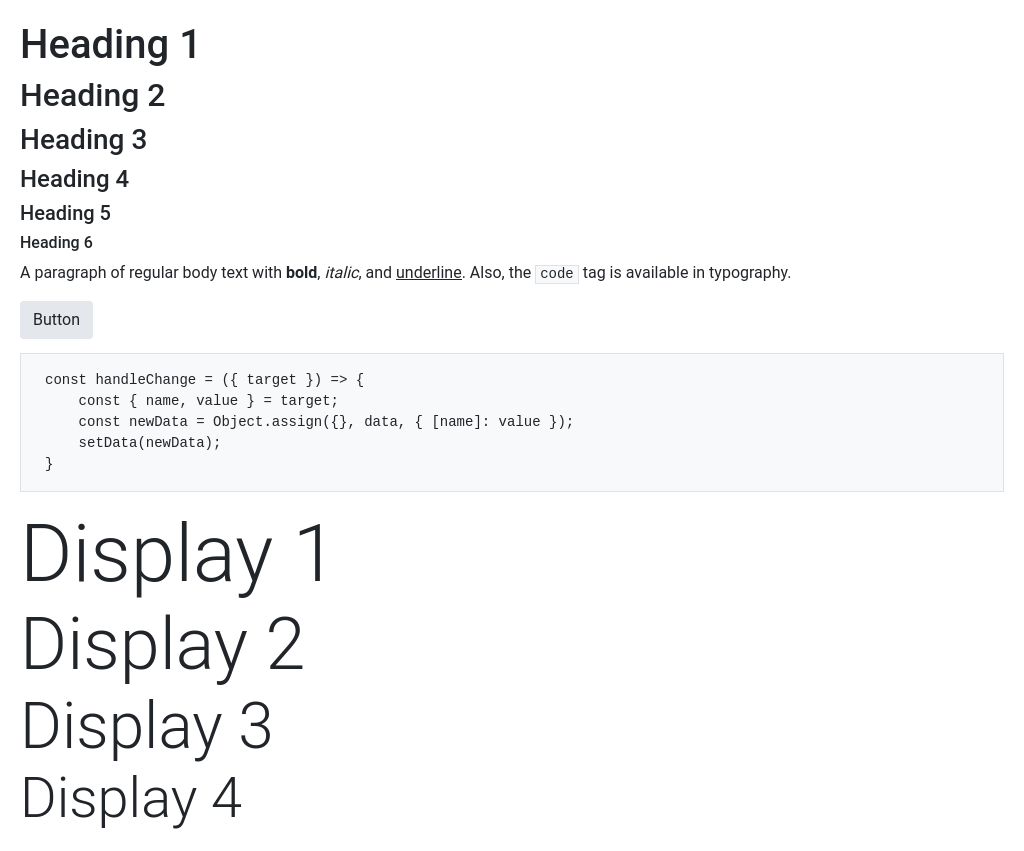 Heading 1
Heading 2
Heading 3
Heading 4
Heading 5
Heading 6
A paragraph of regular body text with bold, italic, and underline. Also, the code tag is available in typography.
Button
const handleChange = ({ target }) => {
    const { name, value } = target;
    const newData = Object.assign({}, data, { [name]: value });
    setData(newData);
}
Display 1
Display 2
Display 3
Display 4